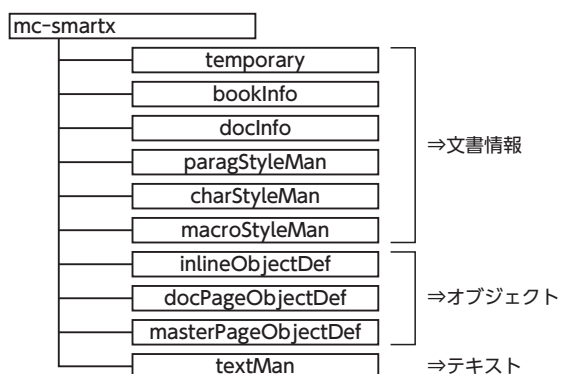 mc-smartx
temporary
bookInfo
docInfo
⇒文書情報
paragStyleMan
charStyleMan
macroStyleMan
inlineObjectDef
docPageObjectDef
⇒オブジェクト
masterPageObjectDef
textMan
⇒テキスト